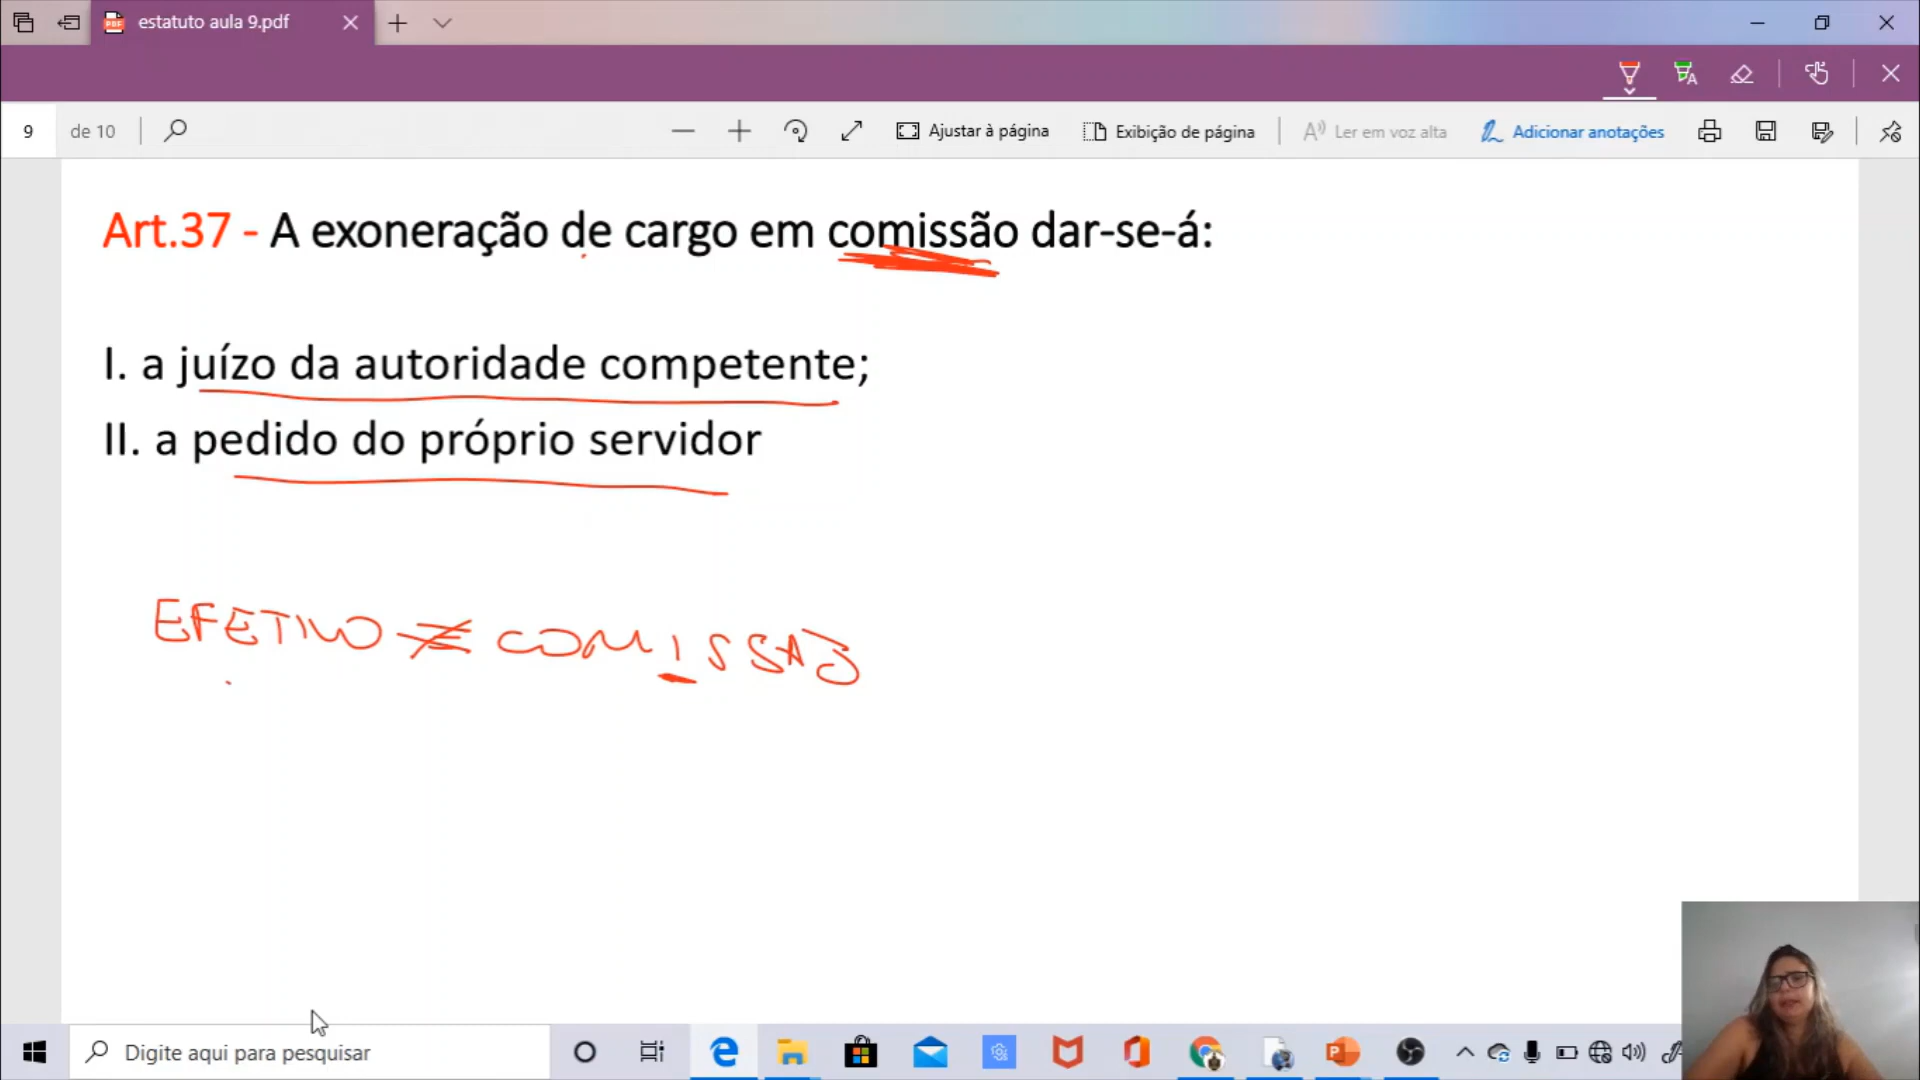 estatuto aula 9.pdf
9 de 10 Ajustar à página Exibição de página Ler em voz alta Adicionar anotações
Art.37 - A exoneração de cargo em comissão dar-se-á:
I. a juízo da autoridade competente;
II. a pedido do próprio servidor
EFETIVO ≠ COMISSÃO
Digite aqui para pesquisar